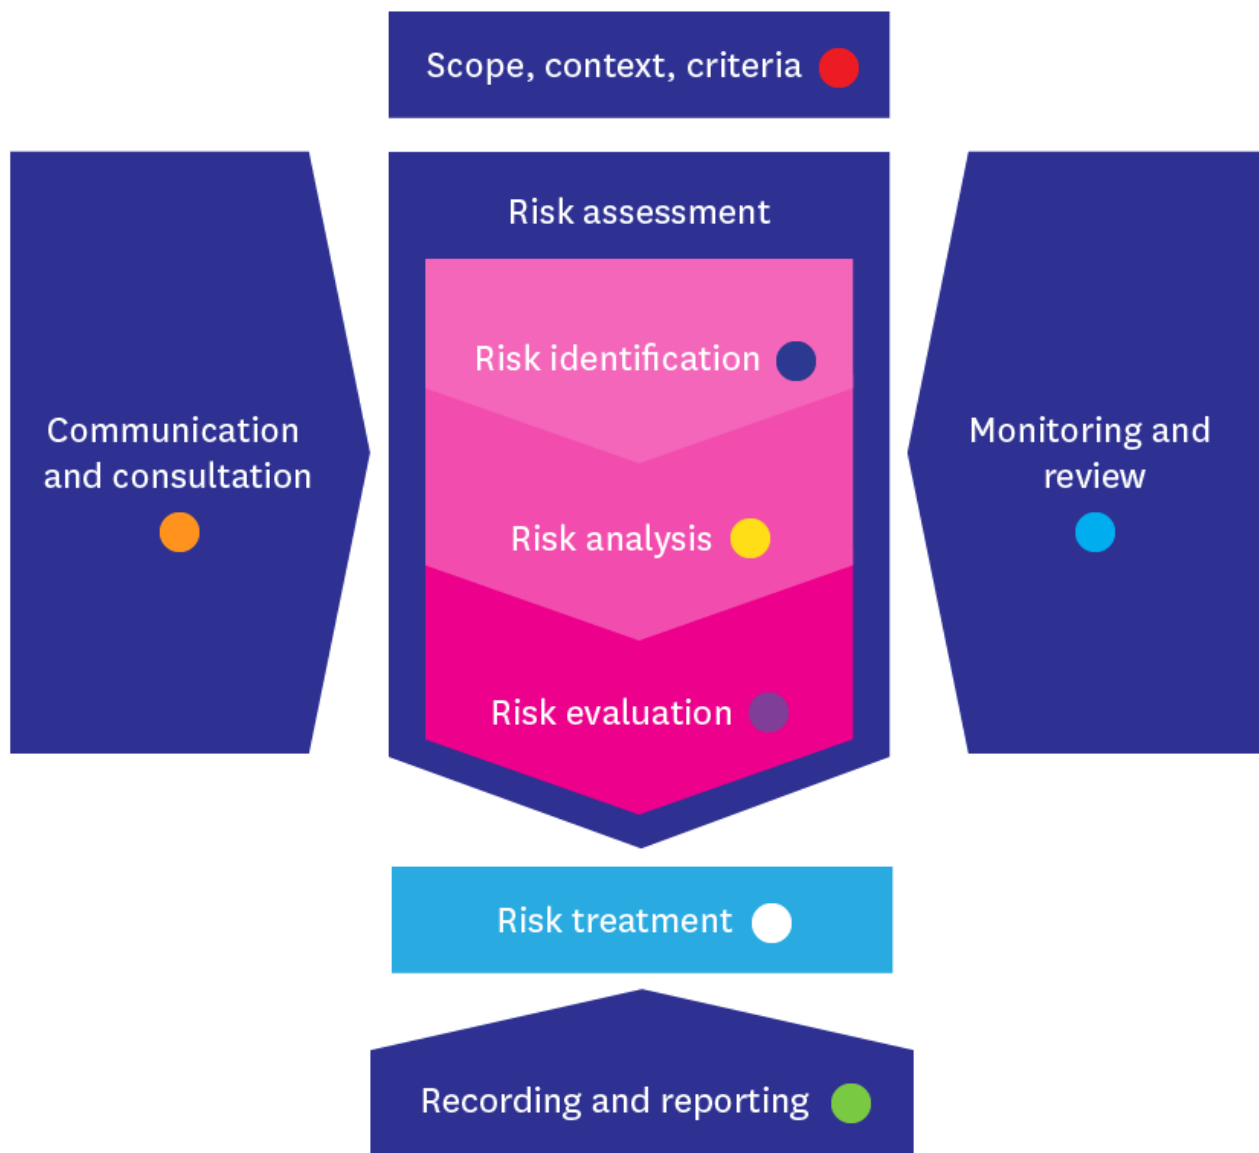 Scope, context, criteria
Risk assessment
Risk identification
Risk analysis
Risk evaluation
Communication
and consultation
Monitoring and
review
Risk treatment
Recording and reporting